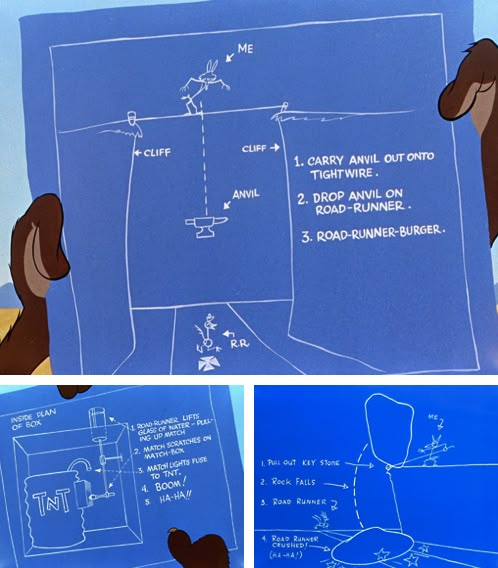 ME
← CLIFF
CLIFF →
ANVIL
R.R.
1. CARRY ANVIL OUT ONTO
TIGHTWIRE.
2. DROP ANVIL ON
ROAD-RUNNER.
3. ROAD-RUNNER-BURGER.
INSIDE PLAN
OF BOX
1. ROAD-RUNNER LIFTS
GLASS OF WATER - PULL-
ING UP MATCH
2. MATCH SCRATCHES ON
MATCH-BOX
3. MATCH LIGHTS FUSE
TO TNT.
4. BOOM!
5. HA-HA!!
TNT
ME
1. PULL OUT KEY STONE
2. ROCK FALLS
3. ROAD RUNNER
4. ROAD RUNNER
CRUSHED!
(HA-HA!)